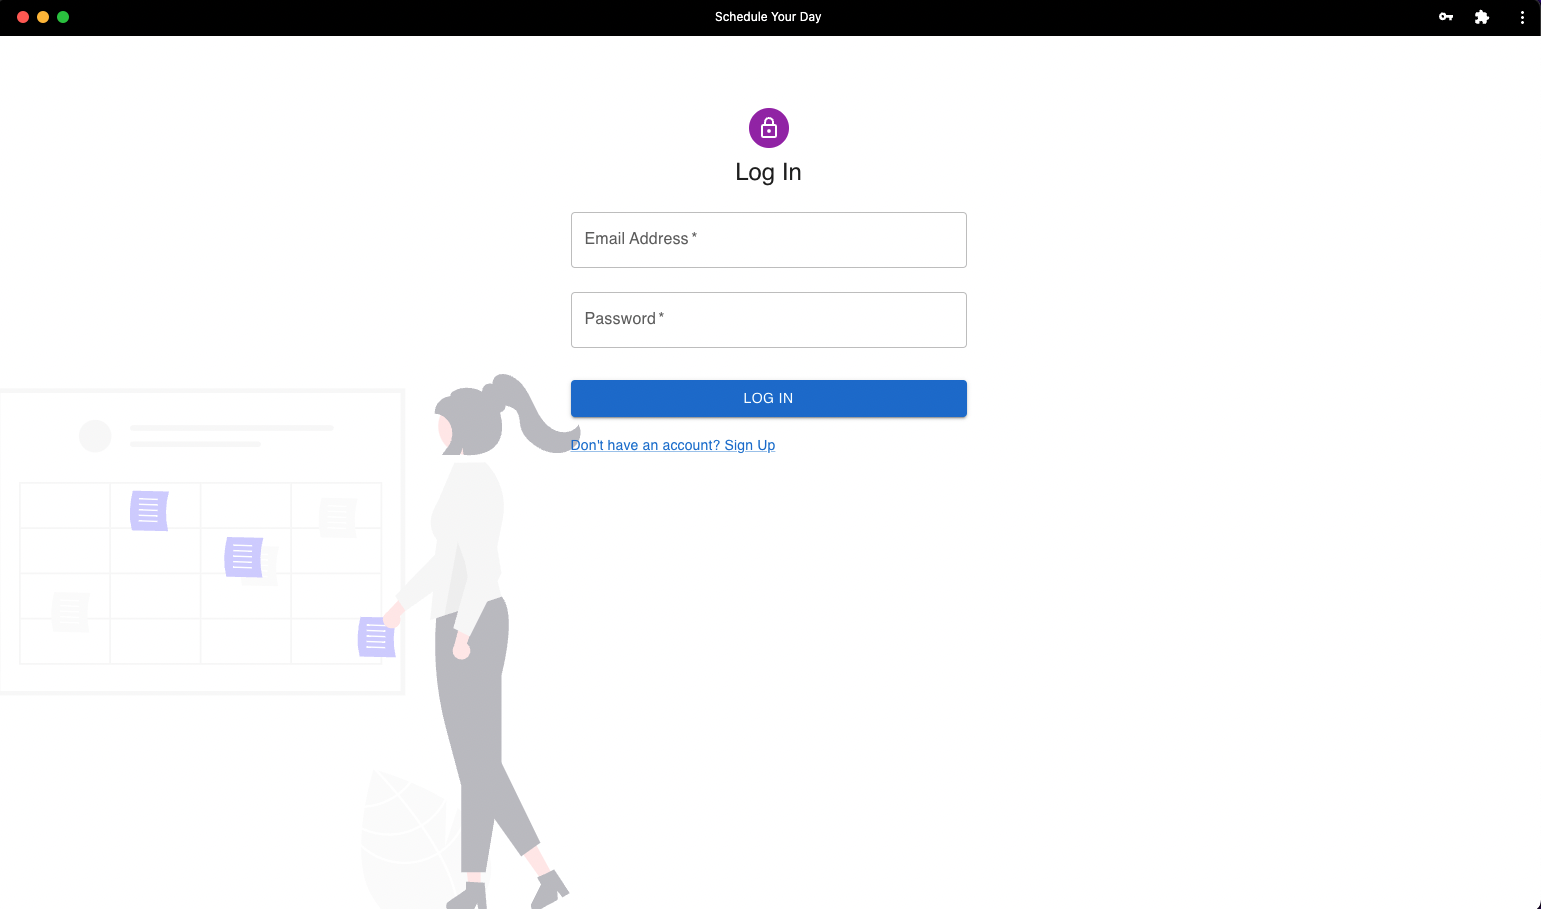 Schedule Your Day
Log In
Email Address *
Password *
LOG IN
Don't have an account? Sign Up